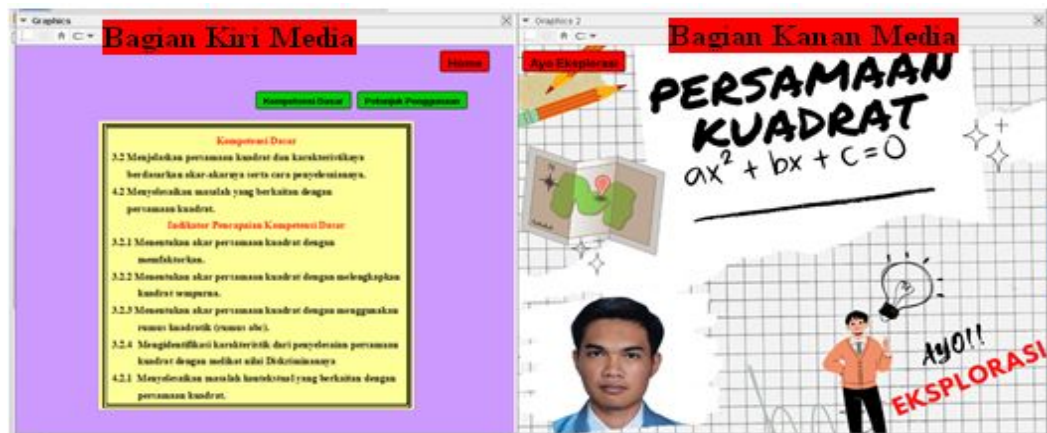 Graphics
Bagian Kiri Media
Home
Kompetensi Dasar
Petunjuk Penggunaan
Kompetensi Dasar
3.2 Menjelaskan persamaan kuadrat dan karakteristiknya
berdasarkan akar-akarnya serta cara penyelesiannya.
4.2 Menyelesaikan masalah yang berkaitan dengan
persamaan kuadrat.
Indikator Pencapaian Kompetensi Dasar
3.2.1 Menentukan akar persamaan kuadrat dengan
memfaktorkan.
3.2.2 Menentukan akar persamaan kuadrat dengan melengkapkan
kuadrat sempurna.
3.2.3 Menentukan akar persamaan kuadrat dengan menggunakan
rumus kuadratik (rumus abc).
3.2.4 Mengidentifikasi karakteristik dari penyelesaian persamaan
kuadrat dengan melihat nilai Diskriminannya
4.2.1 Menyelesaikan masalah kontekstual yang berkaitan dengan
persamaan kuadrat.
Graphics 2
Bagian Kanan Media
Ayo Eksplorasi
PERSAMAAN
KUADRAT
ax² + bx + c = 0
AYO!!
EKSPLORASI